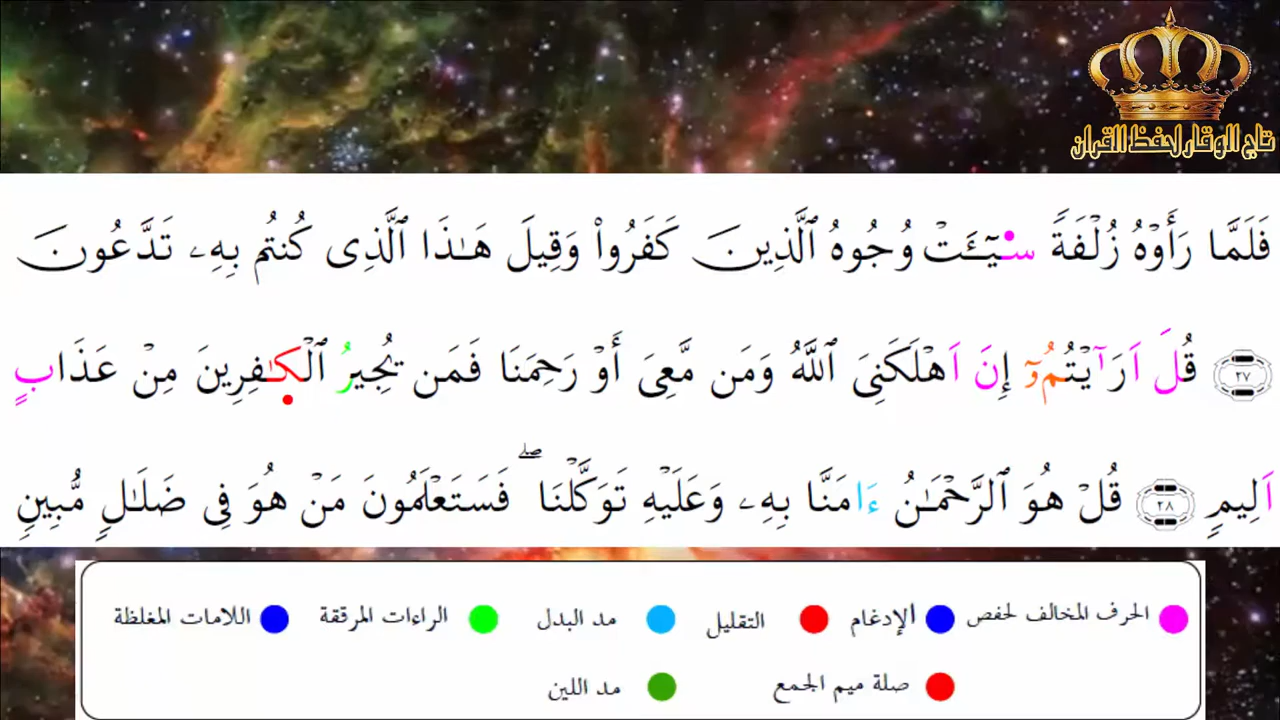 تاج الوقار لحفظ القران
فَلَمَّا رَأَوْهُ زُلْفَةً سِيٓـَٔتْ وُجُوهُ ٱلَّذِينَ كَفَرُوا۟ وَقِيلَ هَـٰذَا ٱلَّذِى كُنتُم بِهِۦ تَدَّعُونَ
٢٧ قُلَ اَرَآيْتُمُۥٓ إِنَ اَهْلَكَنِىَ ٱللَّهُ وَمَن مَّعِىَ أَوْ رَحِمَنَا فَمَن يُجِيرُ ٱلْكَـٰفِرِينَ مِنْ عَذَابٍ
اَلِيمٍ ٢٨ قُلْ هُوَ ٱلرَّحْمَـٰنُ ءَامَنَّا بِهِۦ وَعَلَيْهِ تَوَكَّلْنَا ۖ فَسَتَعْلَمُونَ مَنْ هُوَ فِى ضَلَـٰلٍ مُّبِينٍ
الحرف المخالف لحفص الإدغام التقليل مد البدل الراءات المرققة اللامات المغلظة
صلة ميم الجمع مد اللين